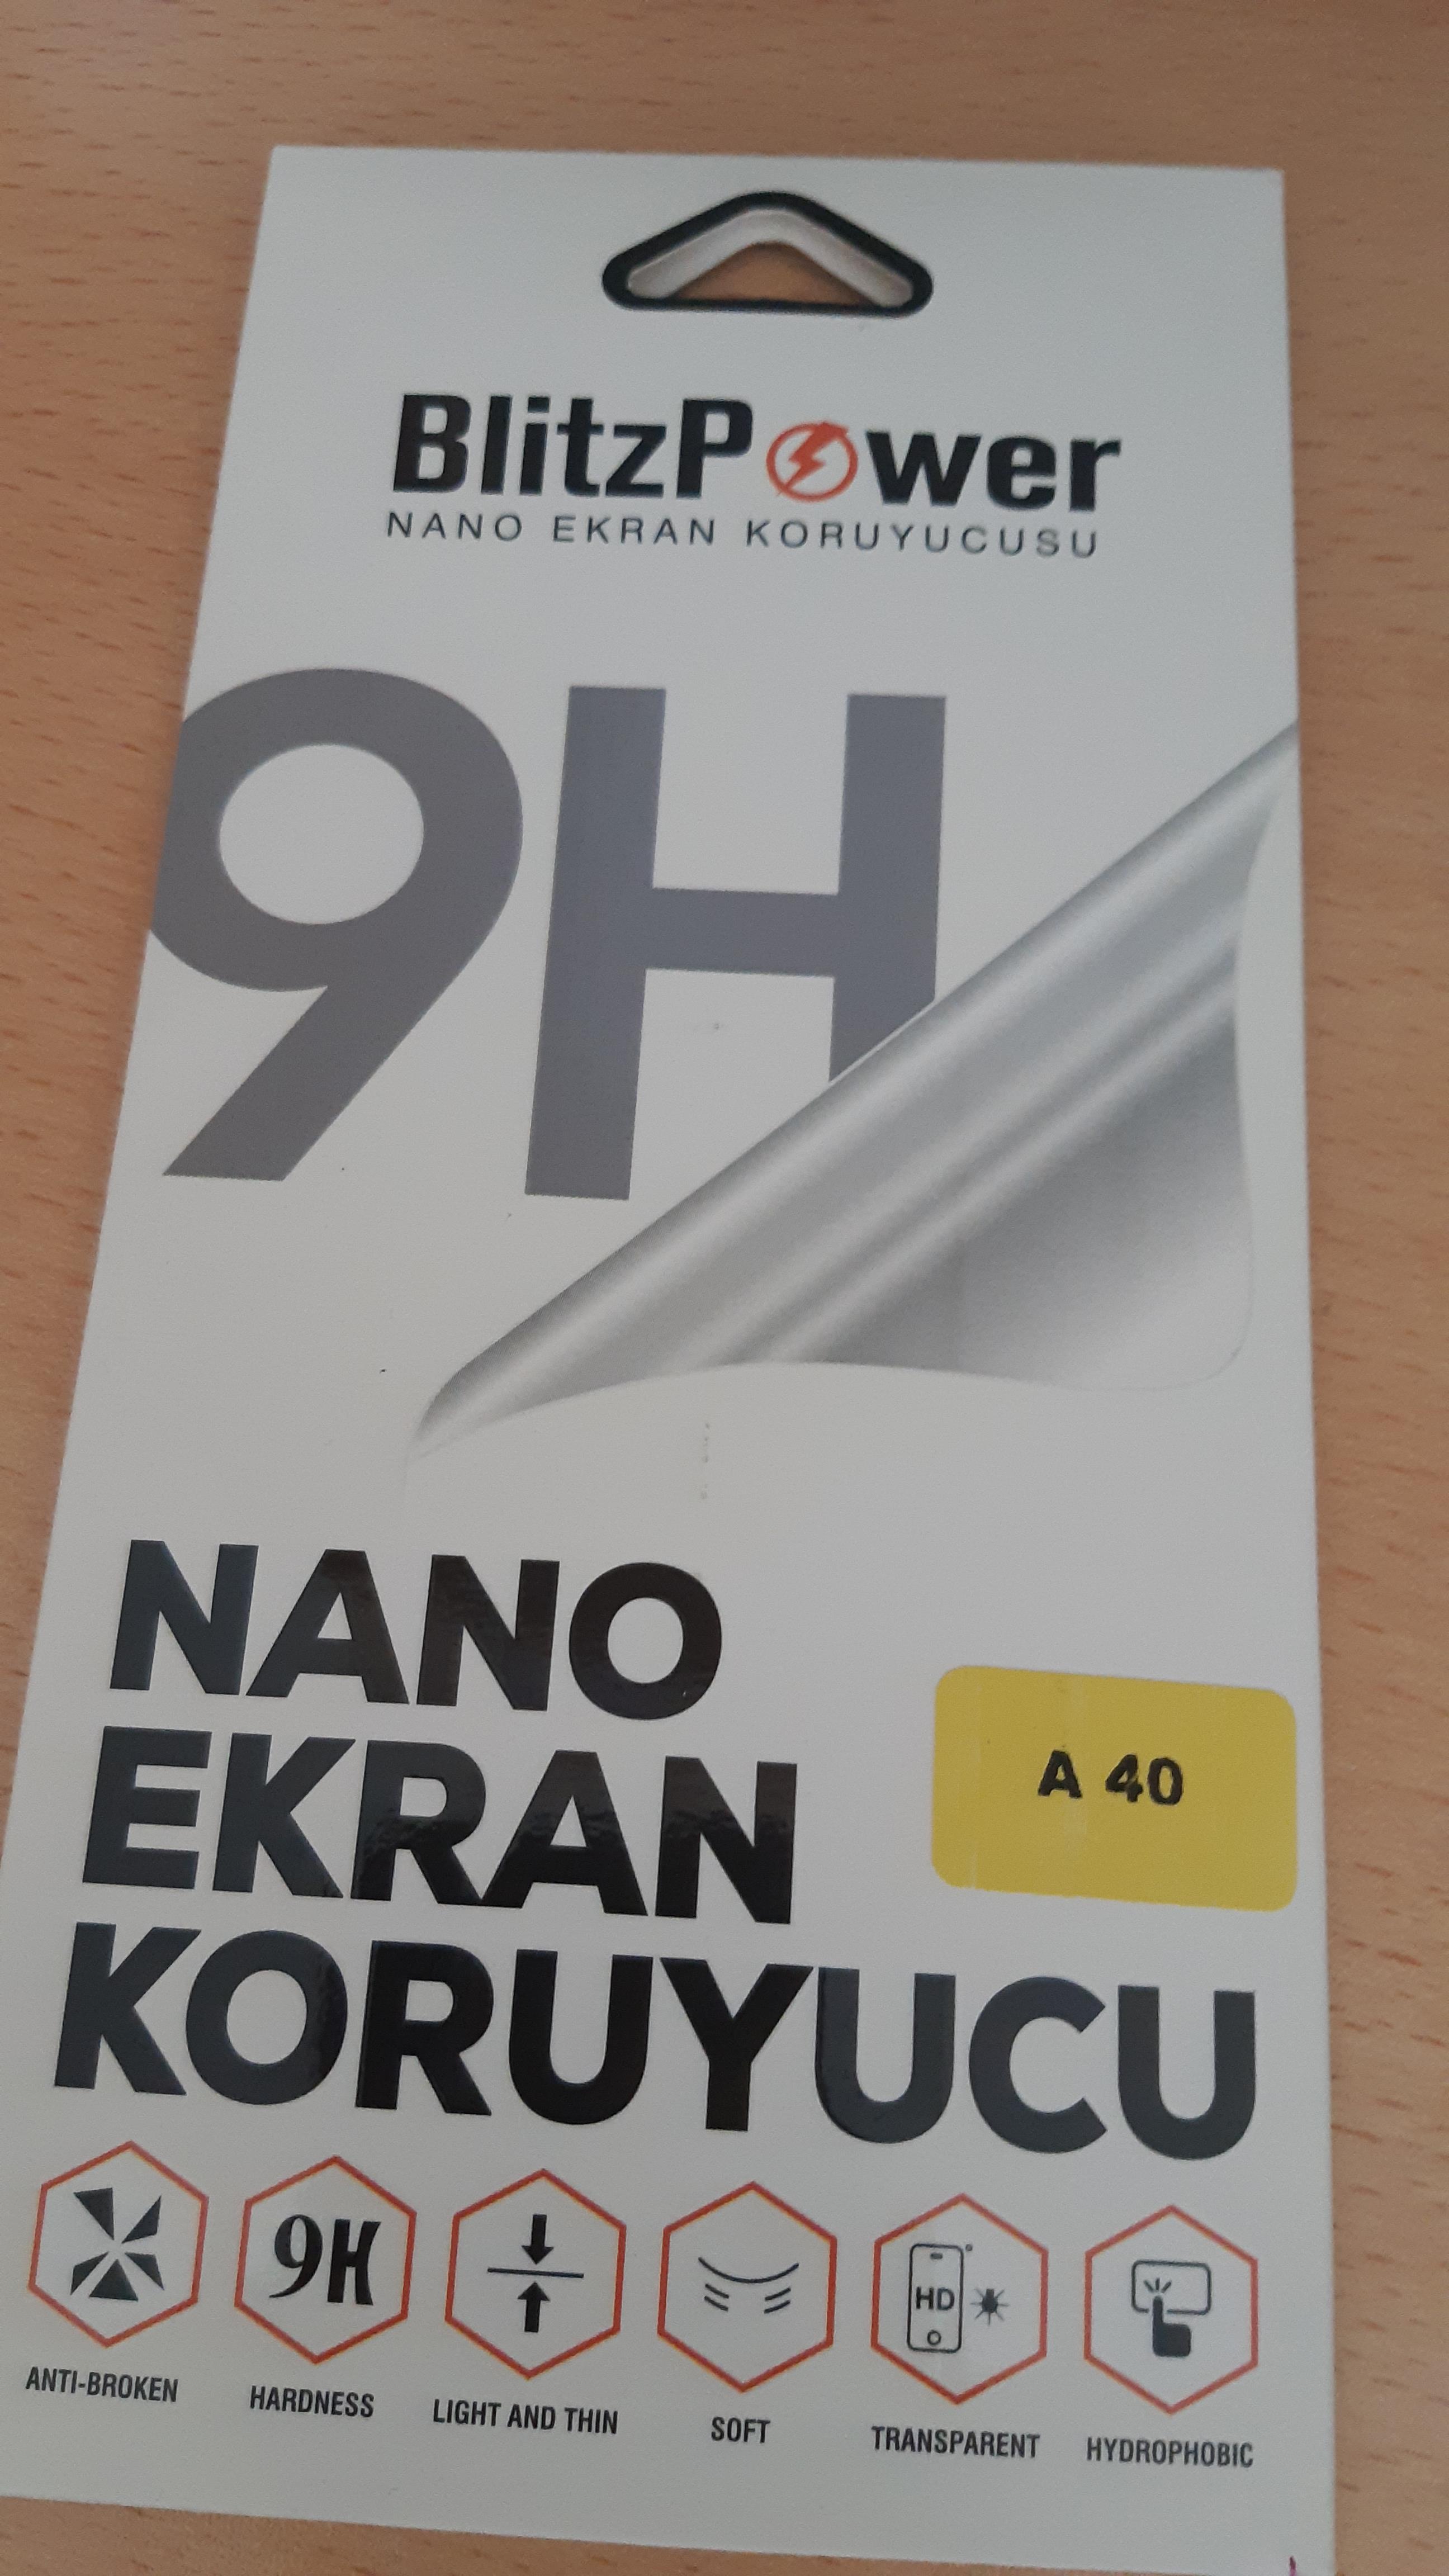 BlitzPower
NANO EKRAN KORUYUCUSU
9H
NANO
EKRAN
KORUYUCU
A 40
9H
HD
ANTI-BROKEN
HARDNESS
LIGHT AND THIN
SOFT
TRANSPARENT
HYDROPHOBIC